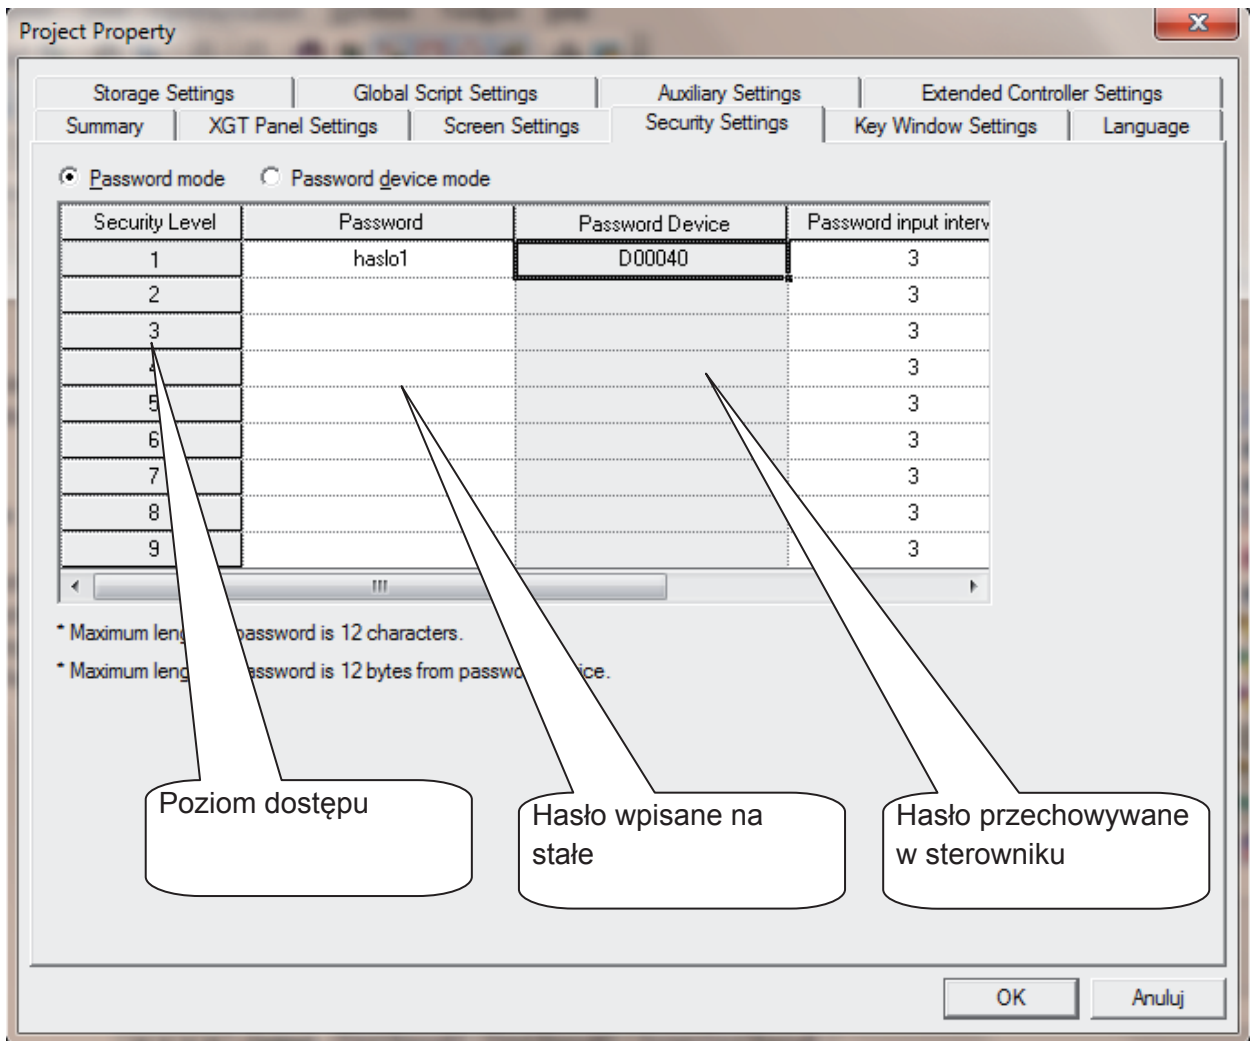 Project Property
Storage Settings Global Script Settings Auxiliary Settings Extended Controller Settings
Summary XGT Panel Settings Screen Settings Security Settings Key Window Settings Language
Password mode Password device mode
Security Level Password Password Device Password input interv
1 haslo1 D00040 3
2 3
3 3
4 3
5 3
6 3
7 3
8 3
9 3
* Maximum leng password is 12 characters.
* Maximum leng assword is 12 bytes from passwo ice.
Poziom dostępu
Hasło wpisane na
stałe
Hasło przechowywane
w sterowniku
OK Anuluj